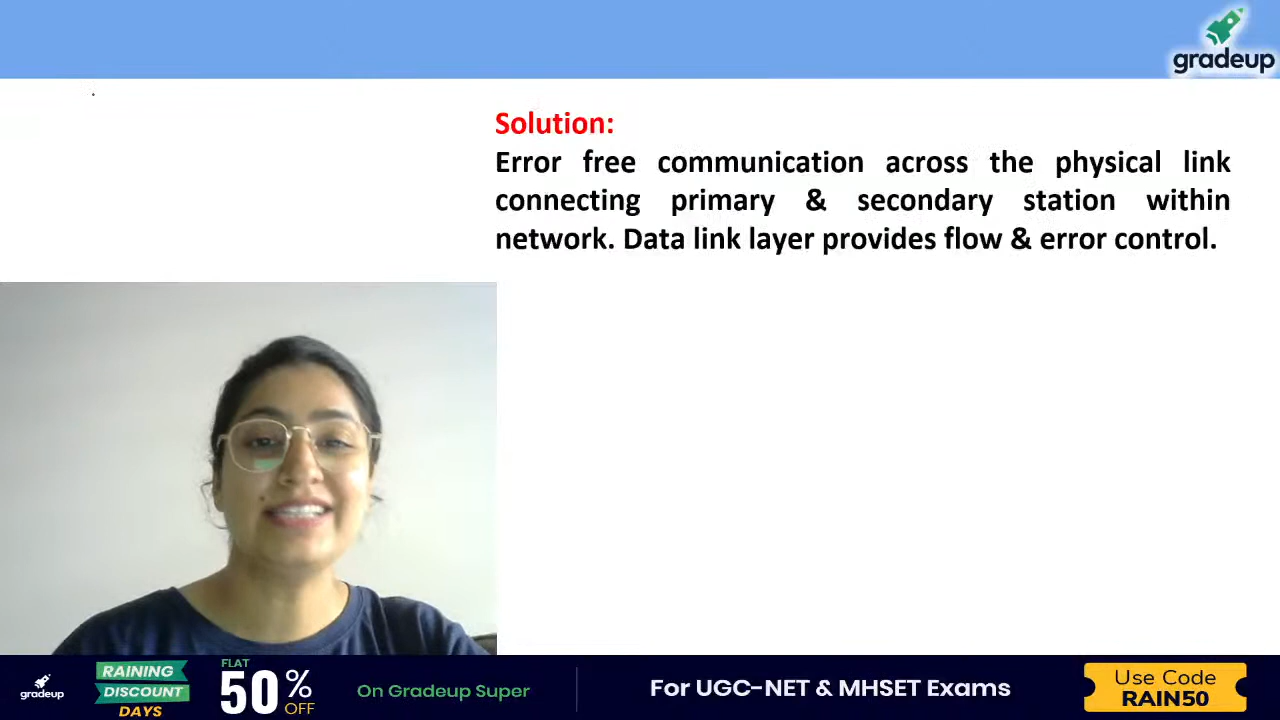 gradeup
Solution:
Error free communication across the physical link
connecting primary & secondary station within
network. Data link layer provides flow & error control.
gradeup
RAINING
DISCOUNT
DAYS
FLAT
50%
OFF
On Gradeup Super
For UGC-NET & MHSET Exams
Use Code
RAIN50